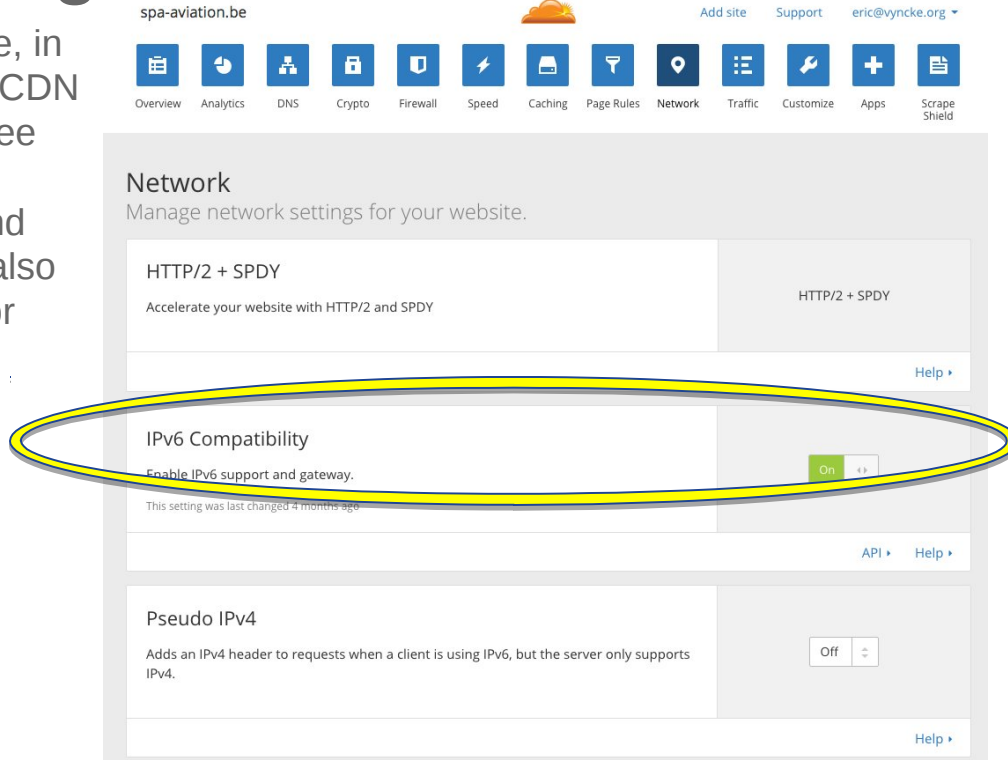 g
e, in
CDN
ee
nd
also
or
spa-aviation.be
Add site Support eric@vyncke.org
Overview Analytics DNS Crypto Firewall Speed Caching Page Rules Network Traffic Customize Apps Scrape Shield
Network
Manage network settings for your website.
HTTP/2 + SPDY
Accelerate your website with HTTP/2 and SPDY
HTTP/2 + SPDY
Help
IPv6 Compatibility
Enable IPv6 support and gateway.
This setting was last changed 4 months ago
On
API Help
Pseudo IPv4
Adds an IPv4 header to requests when a client is using IPv6, but the server only supports
IPv4.
Off
Help